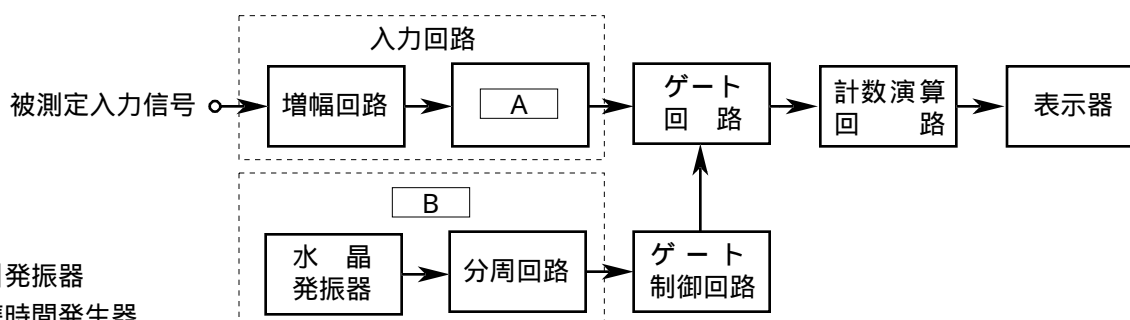 入力回路
被測定入力信号
増幅回路
A
ゲート
回 路
計数演算
回 路
表示器
B
水 晶
発振器
分周回路
ゲ ー ト
制御回路
発振器
時間発生器